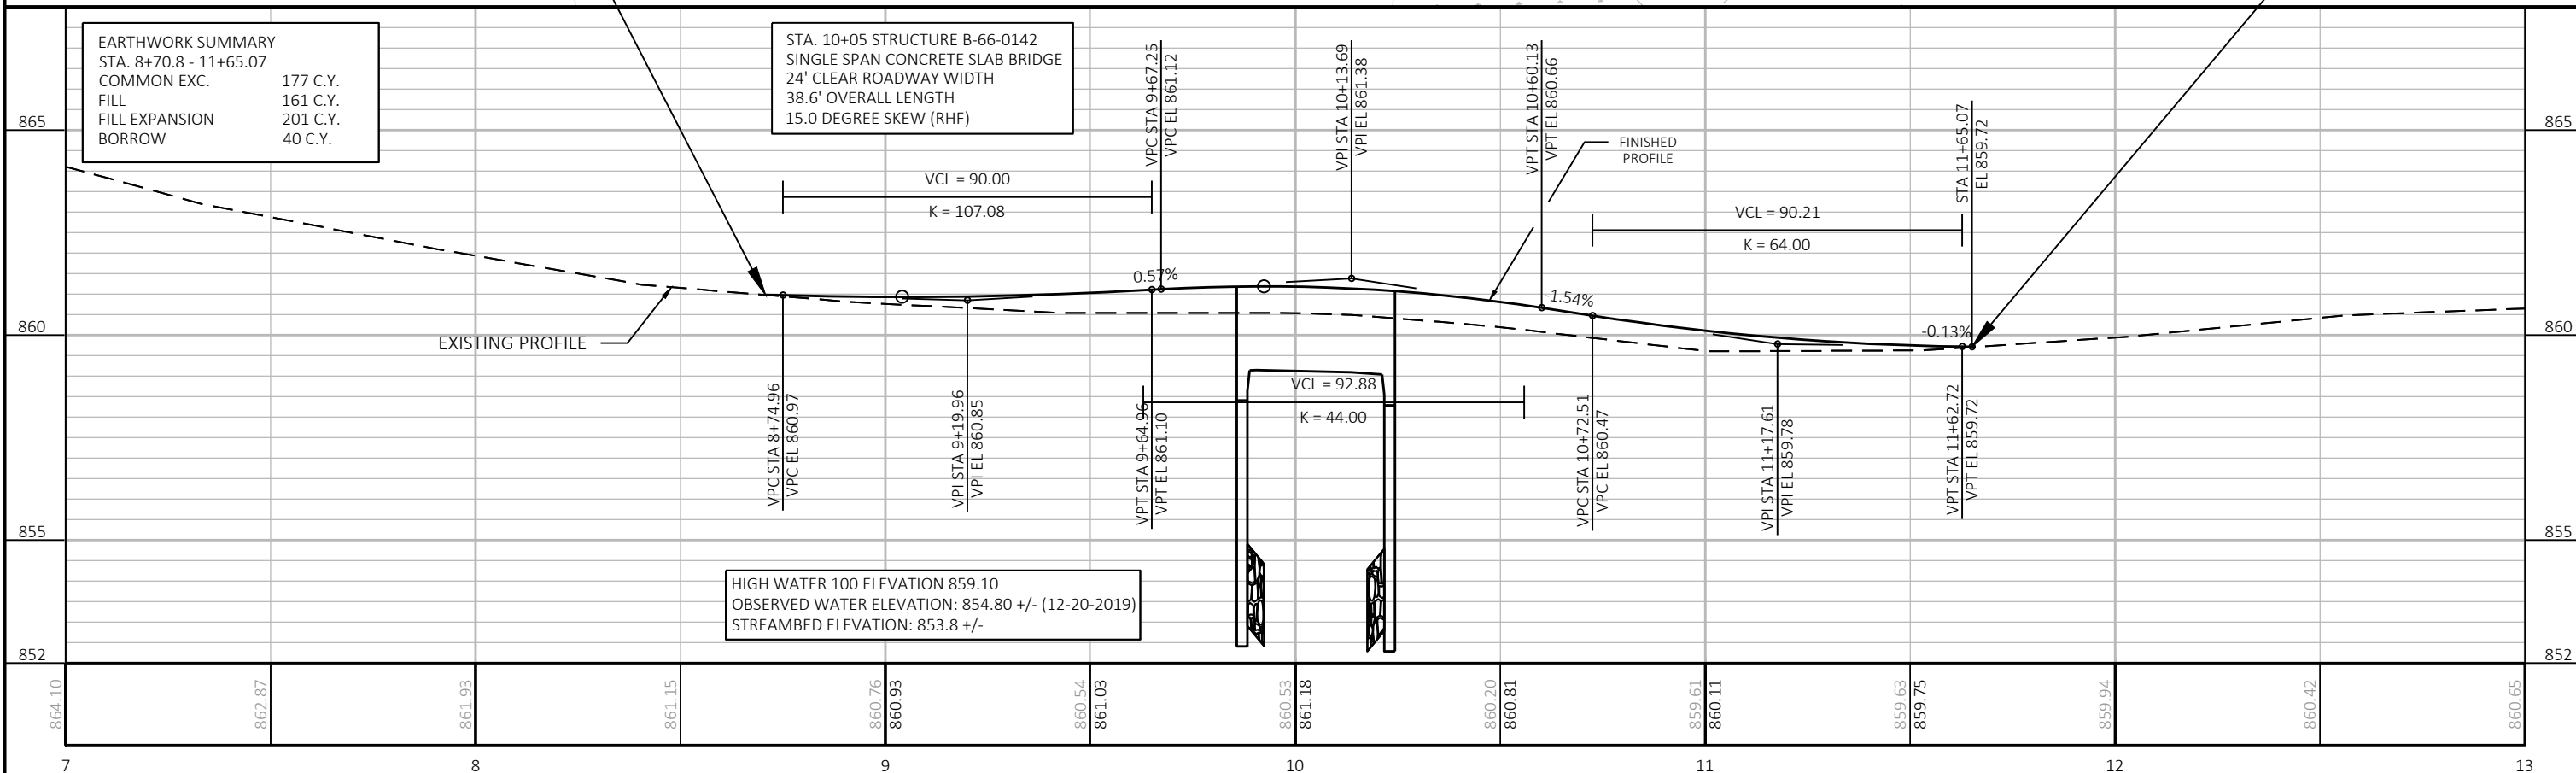 EARTHWORK SUMMARY
STA. 8+70.8 - 11+65.07
COMMON EXC. 177 C.Y.
FILL 161 C.Y.
FILL EXPANSION 201 C.Y.
BORROW 40 C.Y.
STA. 10+05 STRUCTURE B-66-0142
SINGLE SPAN CONCRETE SLAB BRIDGE
24' CLEAR ROADWAY WIDTH
38.6' OVERALL LENGTH
15.0 DEGREE SKEW (RHF)
VPC STA 9+67.25
VPC EL 861.12
VPI STA 10+13.69
VPI EL 861.38
VPT STA 10+60.13
VPT EL 860.66
STA 11+65.07
EL 859.72
FINISHED
PROFILE
865
865
VCL = 90.00
K = 107.08
VCL = 90.21
K = 64.00
0.57%
-1.54%
-0.13%
860
860
EXISTING PROFILE
VCL = 92.88
K = 44.00
VPC STA 8+74.96
VPC EL 860.97
VPI STA 9+19.96
VPI EL 860.85
VPT STA 9+64.96
VPT EL 861.10
VPC STA 10+72.51
VPC EL 860.47
VPI STA 11+17.61
VPI EL 859.78
VPT STA 11+62.72
VPT EL 859.72
855
855
HIGH WATER 100 ELEVATION 859.10
OBSERVED WATER ELEVATION: 854.80 +/- (12-20-2019)
STREAMBED ELEVATION: 853.8 +/-
852
852
864.10
862.87
861.93
861.15
860.76
860.93
860.54
861.03
860.53
861.18
860.20
860.81
859.61
860.11
859.63
859.75
859.94
860.42
860.65
7
8
9
10
11
12
13